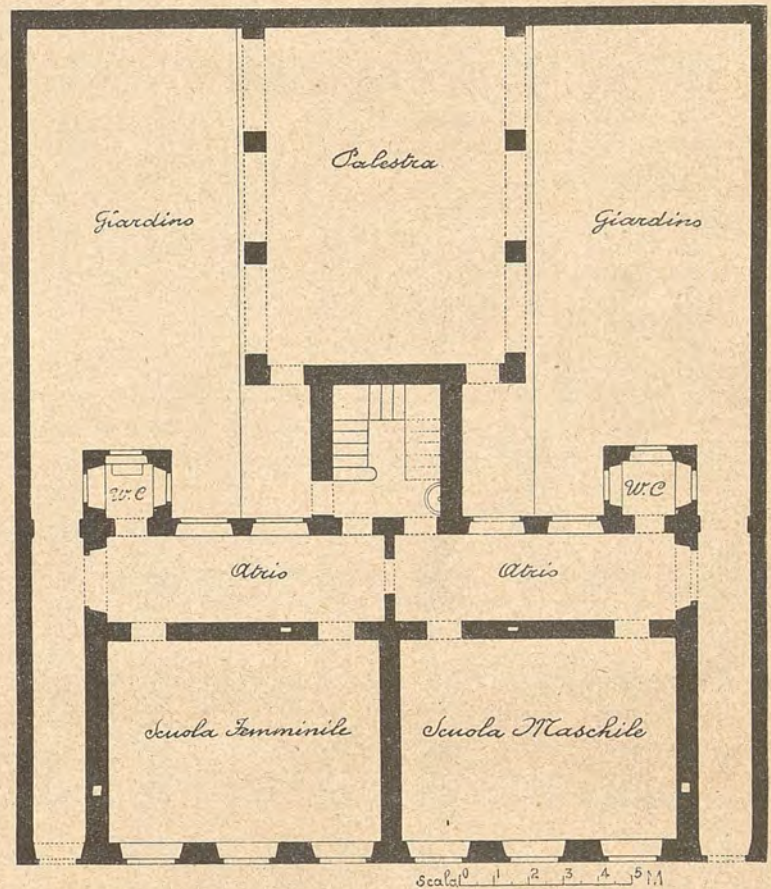 Palestra
Giardino
Giardino
W.C
W.C
Atrio
Atrio
Scuola Femminile
Scuola Maschile
Scala 0 1 2 3 4 5 M